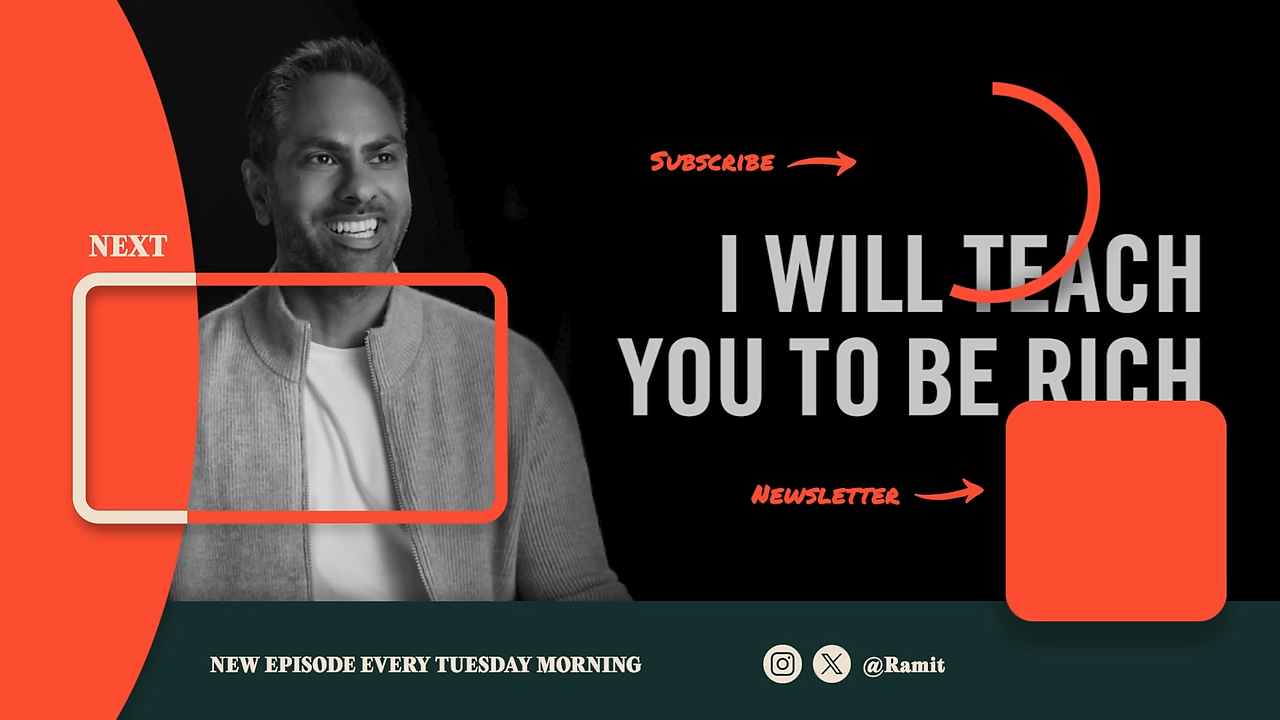 SUBSCRIBE
NEXT
I WILL TEACH
YOU TO BE RICH
NEWSLETTER
NEW EPISODE EVERY TUESDAY MORNING
@Ramit